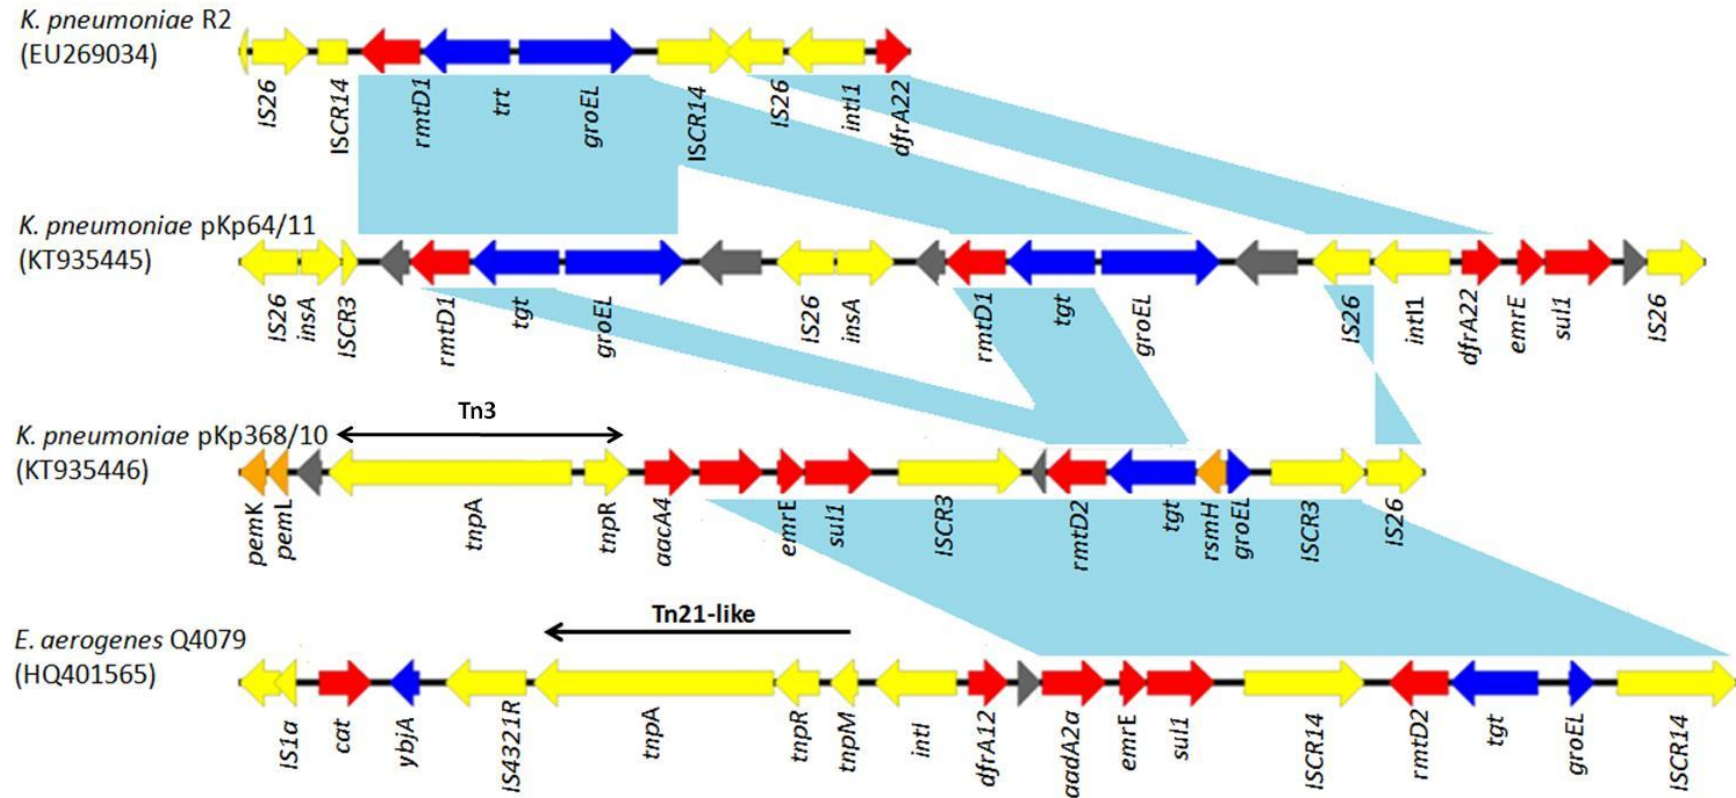 K. pneumoniae R2
(EU269034)
IS26
ISCR14
rmtD1
trt
groEL
ISCR14
IS26
intI1
dfrA22
K. pneumoniae pKp64/11
(KT935445)
IS26
insA
ISCR3
rmtD1
tgt
groEL
IS26
insA
rmtD1
tgt
groEL
IS26
intI1
dfrA22
emrE
sul1
IS26
Tn3
K. pneumoniae pKp368/10
(KT935446)
pemK
pemL
tnpA
tnpR
aacA4
emrE
sul1
ISCR3
rmtD2
tgt
rsmH
groEL
ISCR3
IS26
Tn21-like
E. aerogenes Q4079
(HQ401565)
IS1a
cat
ybjA
IS4321R
tnpA
tnpR
tnpM
intI
dfrA12
aadA2a
emrE
sul1
ISCR14
rmtD2
tgt
groEL
ISCR14